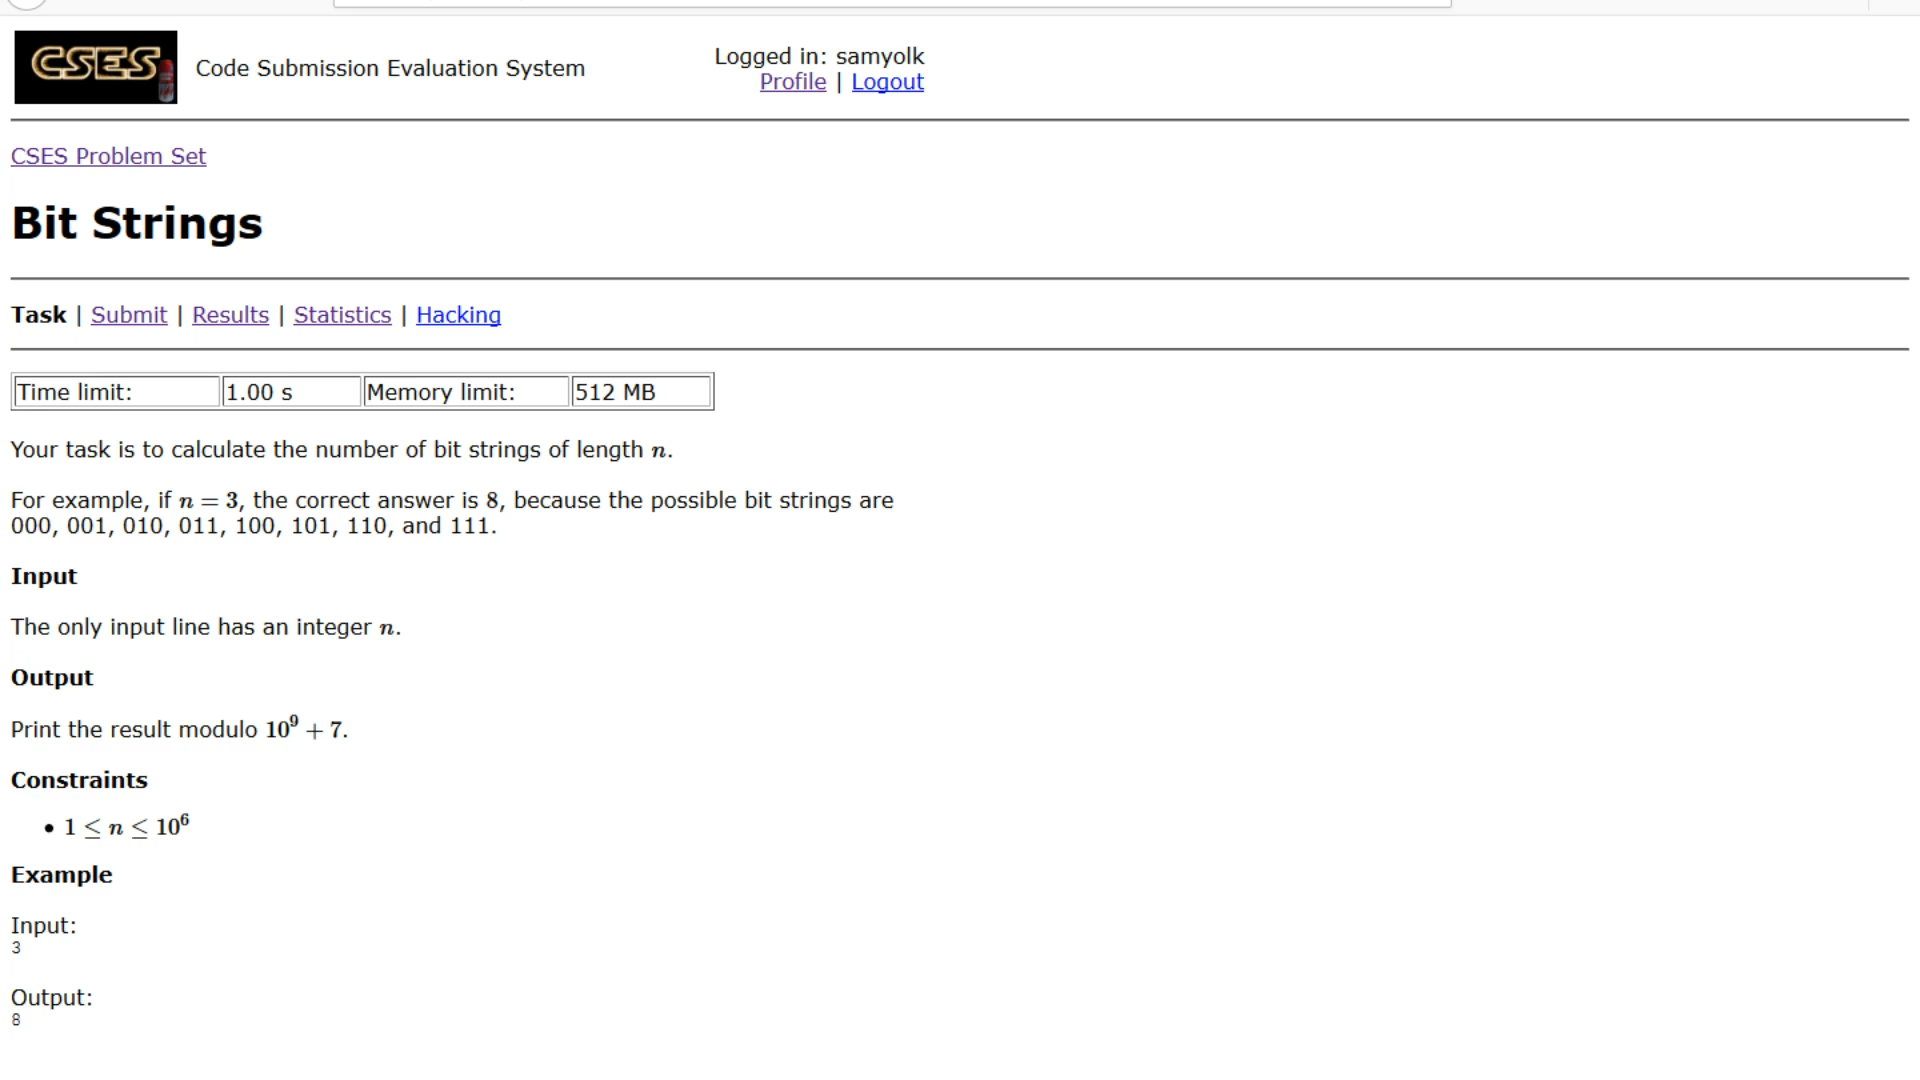 CSES
Code Submission Evaluation System
Logged in: samyolk
Profile | Logout
CSES Problem Set
Bit Strings
Task | Submit | Results | Statistics | Hacking
Time limit: 1.00 s Memory limit: 512 MB
Your task is to calculate the number of bit strings of length n.
For example, if n = 3, the correct answer is 8, because the possible bit strings are
000, 001, 010, 011, 100, 101, 110, and 111.
Input
The only input line has an integer n.
Output
Print the result modulo 10⁹ + 7.
Constraints
• 1 ≤ n ≤ 10⁶
Example
Input:
3
Output:
8